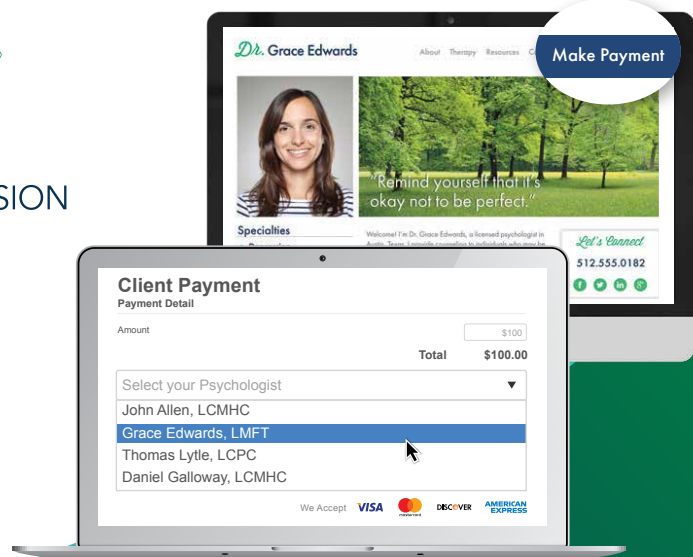 Dr. Grace Edwards
About Therapy Resources
Make Payment
"Remind yourself that it's
okay not to be perfect."
SION
Specialties
Welcome! I'm Dr. Grace Edwards, a licensed psychologist in
Austin, Texas. I provide counseling to individuals who may be
Let's Connect
512.555.0182
Client Payment
Payment Detail
Amount
$100
Total $100.00
Select your Psychologist
John Allen, LCMHC
Grace Edwards, LMFT
Thomas Lytle, LCPC
Daniel Galloway, LCMHC
We Accept VISA mastercard DISCOVER AMERICAN EXPRESS